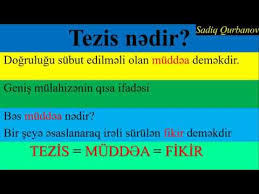 Tezis nədir?
Sadiq Qurbanov
Doğruluğu sübut edilməli olan müddəa deməkdir.
Geniş mülahizənin qısa ifadəsi
Bəs müddəa nədir?
Bir şeyə əsaslanaraq irəli sürülən fikir deməkdir
TEZİS = MÜDDƏA = FİKİR